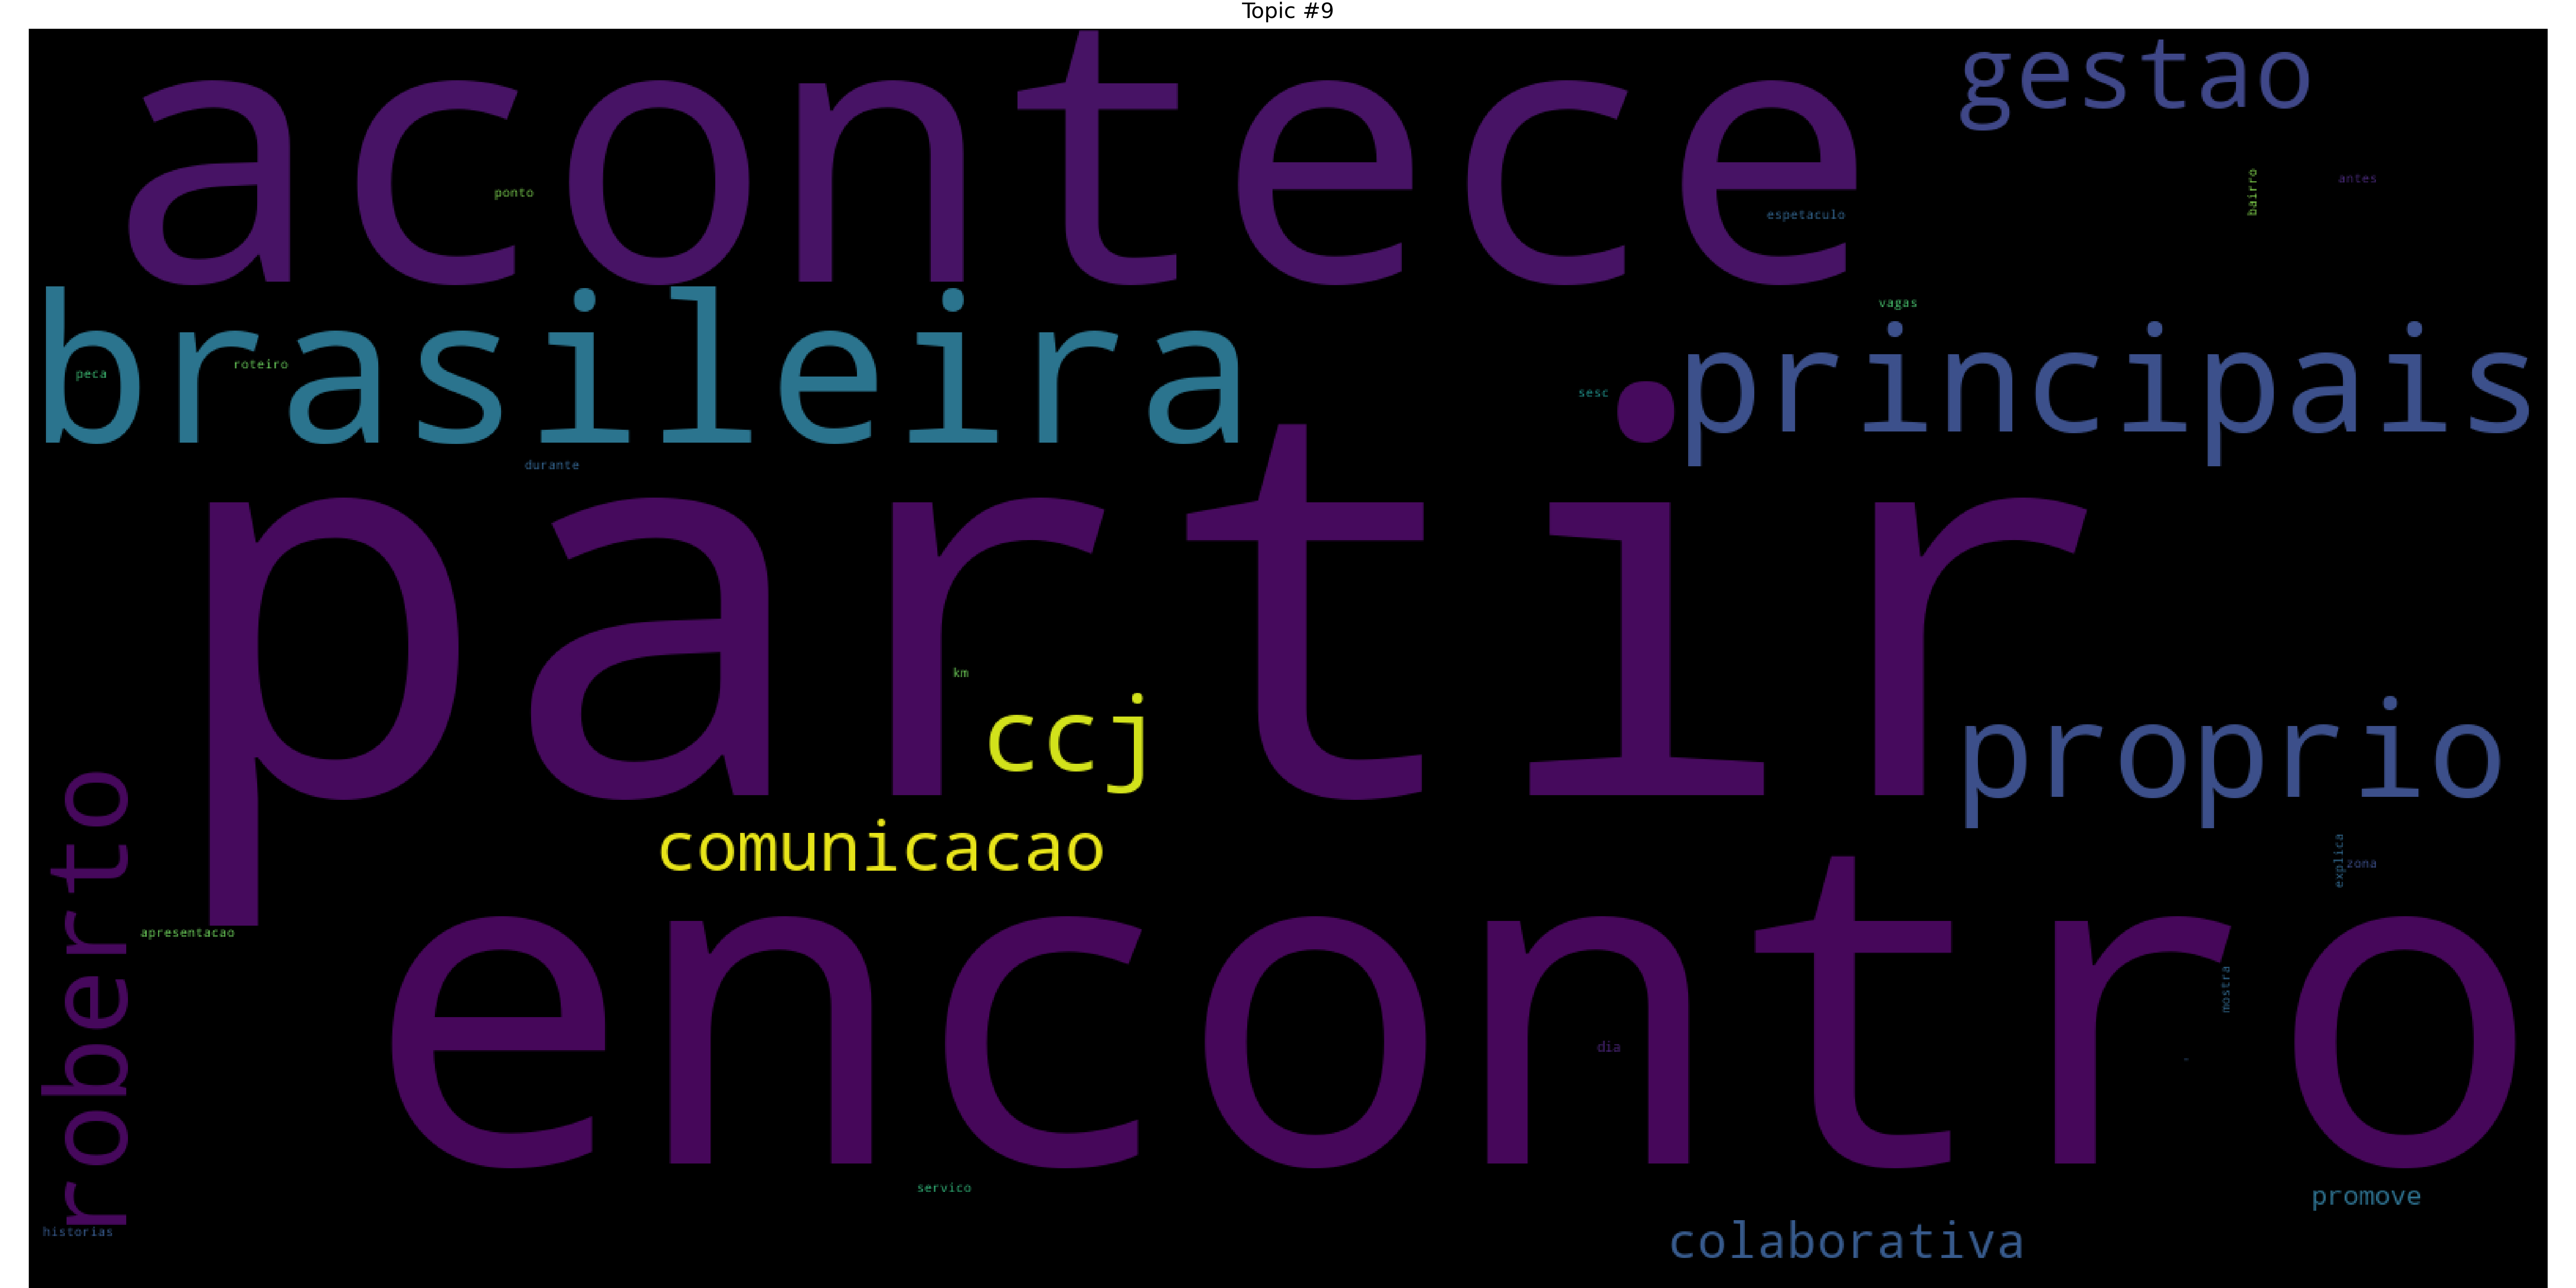 Topic #9
acontece
gestao
ponto
bairro
antes
espetaculo
brasileira
vagas
principais
roteiro
peca
sesc
durante
partir
km
ccj
proprio
roberto
comunicacao
explica
zona
apresentacao
encontro
mostra
dia
-
servico
promove
historias
colaborativa